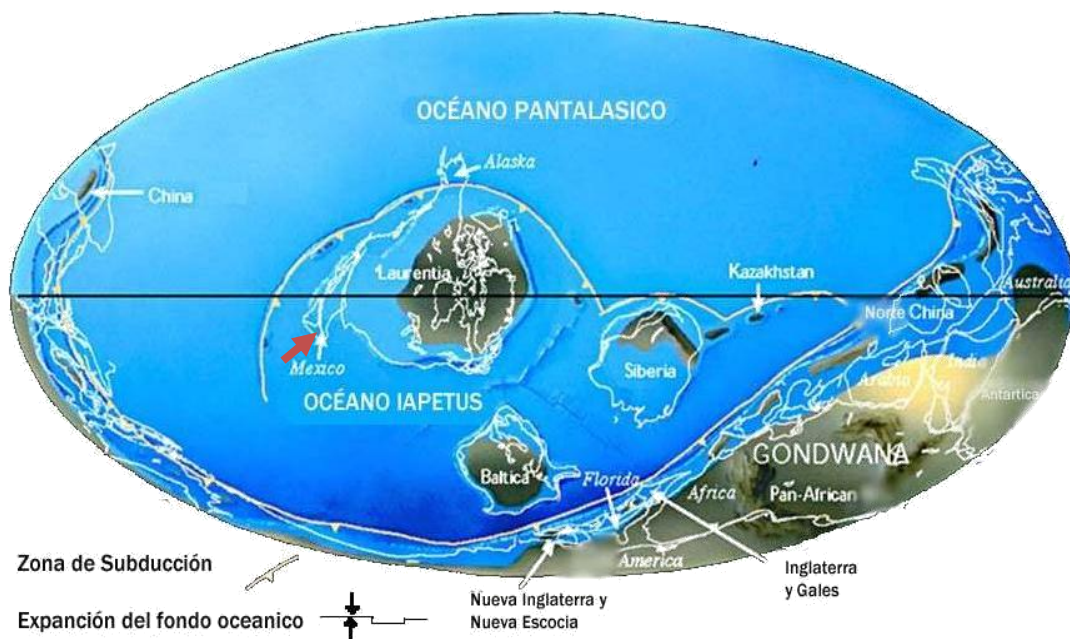 OCÉANO PANTALASICO
Alaska
China
Laurentia
Kazakhstan
Australia
Norte China
Mexico
Siberia
India
Arabia
Antártica
OCÉANO IAPETUS
GONDWANA
Baltica
Florida
Africa
Pan-African
America
Zona de Subducción
Inglaterra
y Gales
Nueva Inglaterra y
Nueva Escocia
Expanción del fondo oceanico